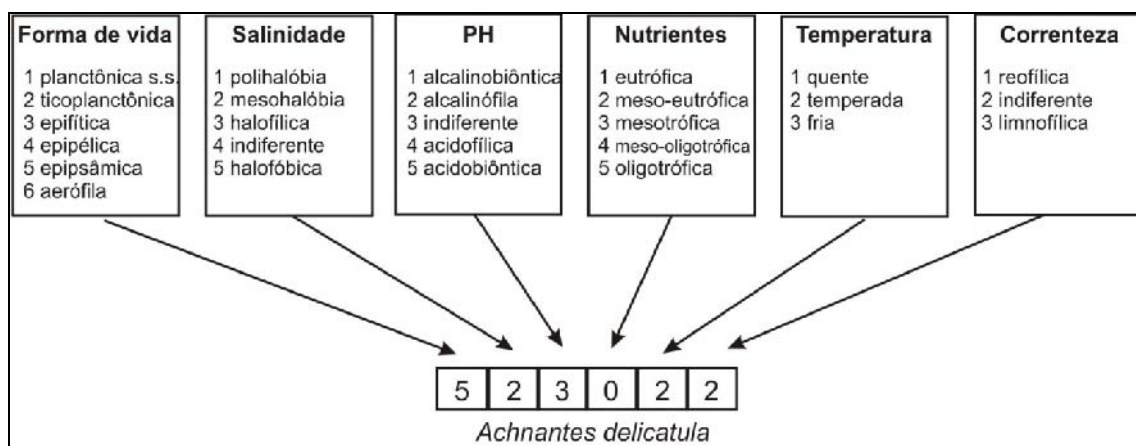 Forma de vida
1 planctônica s.s.
2 ticoplanctônica
3 epifítica
4 epipélica
5 epipsâmica
6 aerófila
Salinidade
1 polihalóbia
2 mesohalóbia
3 halofílica
4 indiferente
5 halofóbica
PH
1 alcalinobiôntica
2 alcalinófila
3 indiferente
4 acidofílica
5 acidobiôntica
Nutrientes
1 eutrófica
2 meso-eutrófica
3 mesotrófica
4 meso-oligotrófica
5 oligotrófica
Temperatura
1 quente
2 temperada
3 fria
Correnteza
1 reofílica
2 indiferente
3 limnofílica
5 2 3 0 2 2
Achnantes delicatula